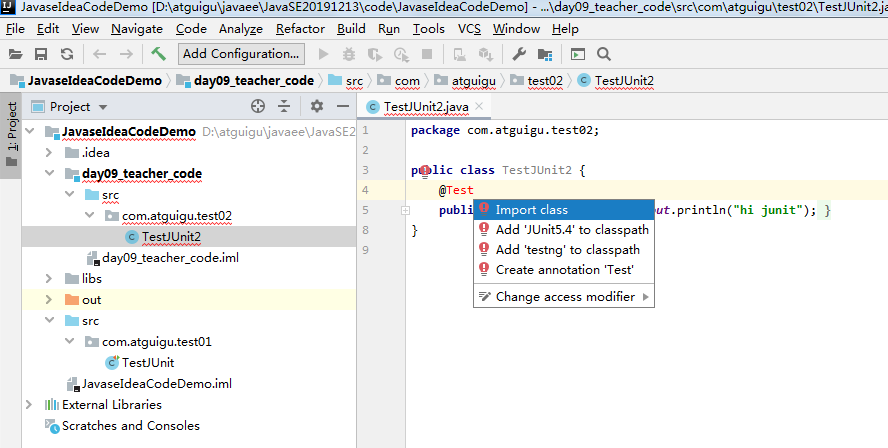 JavaseIdeaCodeDemo [D:\atguigu\javaee\JavaSE20191213\code\JavaseIdeaCodeDemo] - ...\day09_teacher_code\src\com\atguigu\test02\TestJUnit2.ja
File Edit View Navigate Code Analyze Refactor Build Run Tools VCS Window Help
Add Configuration...
JavaseIdeaCodeDemo day09_teacher_code src com atguigu test02 TestJUnit2
1: Project
Project
TestJUnit2.java
JavaseIdeaCodeDemo D:\atguigu\javaee\JavaSE2
.idea
day09_teacher_code
src
com.atguigu.test02
TestJUnit2
day09_teacher_code.iml
libs
out
src
com.atguigu.test01
TestJUnit
JavaseIdeaCodeDemo.iml
External Libraries
Scratches and Consoles
1 package com.atguigu.test02;
2
3 public class TestJUnit2 {
4 @Test
5 publi out.println("hi junit"); }
8 }
9
Import class
Add 'JUnit5.4' to classpath
Add 'testng' to classpath
Create annotation 'Test'
Change access modifier